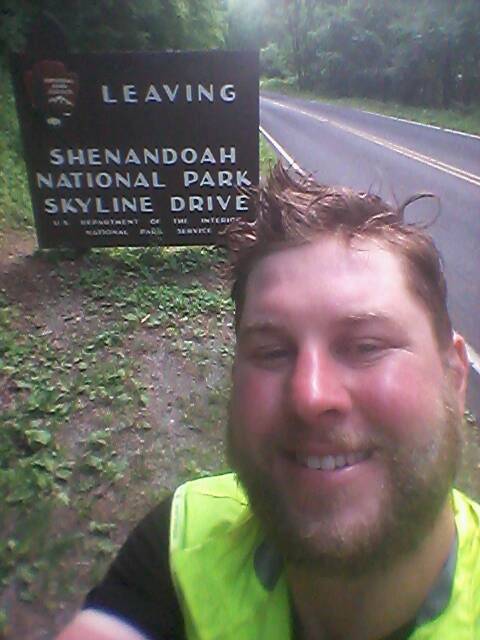 LEAVING
SHENANDOAH
NATIONAL PARK
SKYLINE DRIVE
U.S. DEPARTMENT OF THE INTERIOR
NATIONAL PARK SERVICE